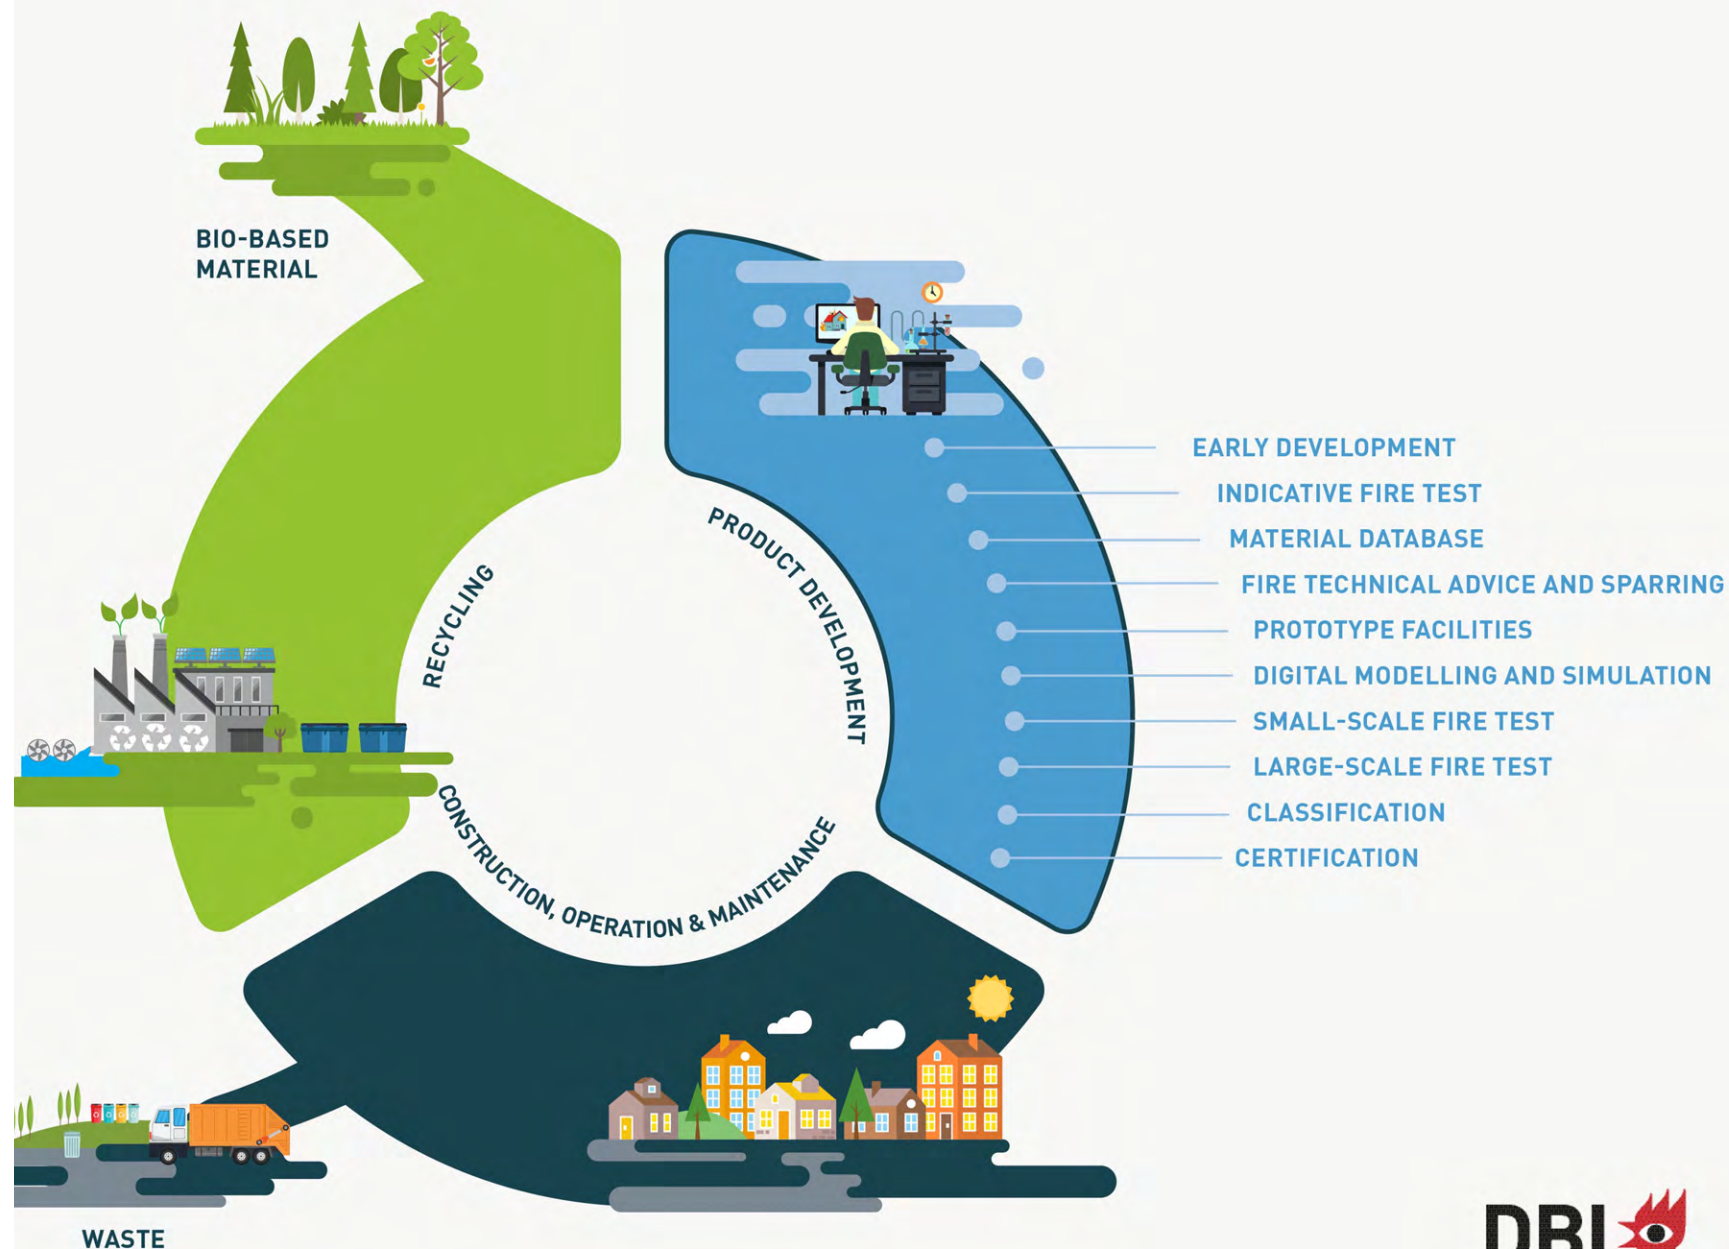 BIO-BASED
MATERIAL
EARLY DEVELOPMENT
INDICATIVE FIRE TEST
MATERIAL DATABASE
FIRE TECHNICAL ADVICE AND SPARRING
PROTOTYPE FACILITIES
DIGITAL MODELLING AND SIMULATION
SMALL-SCALE FIRE TEST
LARGE-SCALE FIRE TEST
CLASSIFICATION
CERTIFICATION
PRODUCT DEVELOPMENT
RECYCLING
CONSTRUCTION, OPERATION & MAINTENANCE
WASTE
DBI